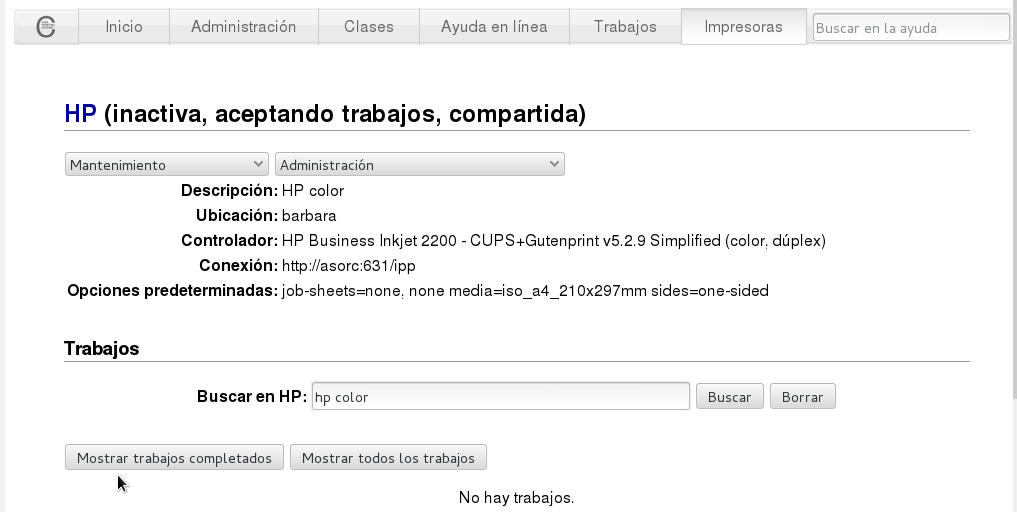 Inicio Administración Clases Ayuda en línea Trabajos Impresoras Buscar en la ayuda
HP (inactiva, aceptando trabajos, compartida)
Mantenimiento Administración
Descripción: HP color
Ubicación: barbara
Controlador: HP Business Inkjet 2200 - CUPS+Gutenprint v5.2.9 Simplified (color, dúplex)
Conexión: http://asorc:631/ipp
Opciones predeterminadas: job-sheets=none, none media=iso_a4_210x297mm sides=one-sided
Trabajos
Buscar en HP: hp color Buscar Borrar
Mostrar trabajos completados Mostrar todos los trabajos
No hay trabajos.